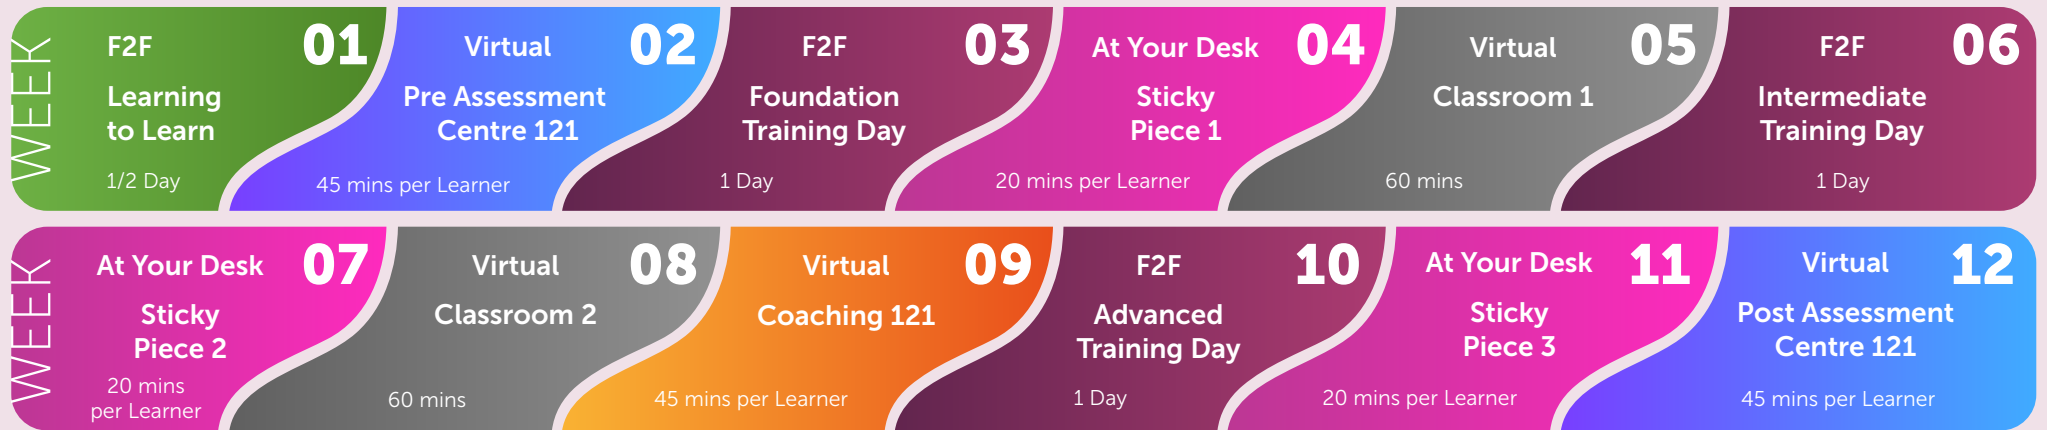 WEEK
F2F
01
Learning
to Learn
1/2 Day
Virtual
02
Pre Assessment
Centre 121
45 mins per Learner
F2F
03
Foundation
Training Day
1 Day
At Your Desk
04
Sticky
Piece 1
20 mins per Learner
Virtual
05
Classroom 1
60 mins
F2F
06
Intermediate
Training Day
1 Day
WEEK
At Your Desk
07
Sticky
Piece 2
20 mins
per Learner
Virtual
08
Classroom 2
60 mins
Virtual
09
Coaching 121
45 mins per Learner
F2F
10
Advanced
Training Day
1 Day
At Your Desk
11
Sticky
Piece 3
20 mins per Learner
Virtual
12
Post Assessment
Centre 121
45 mins per Learner